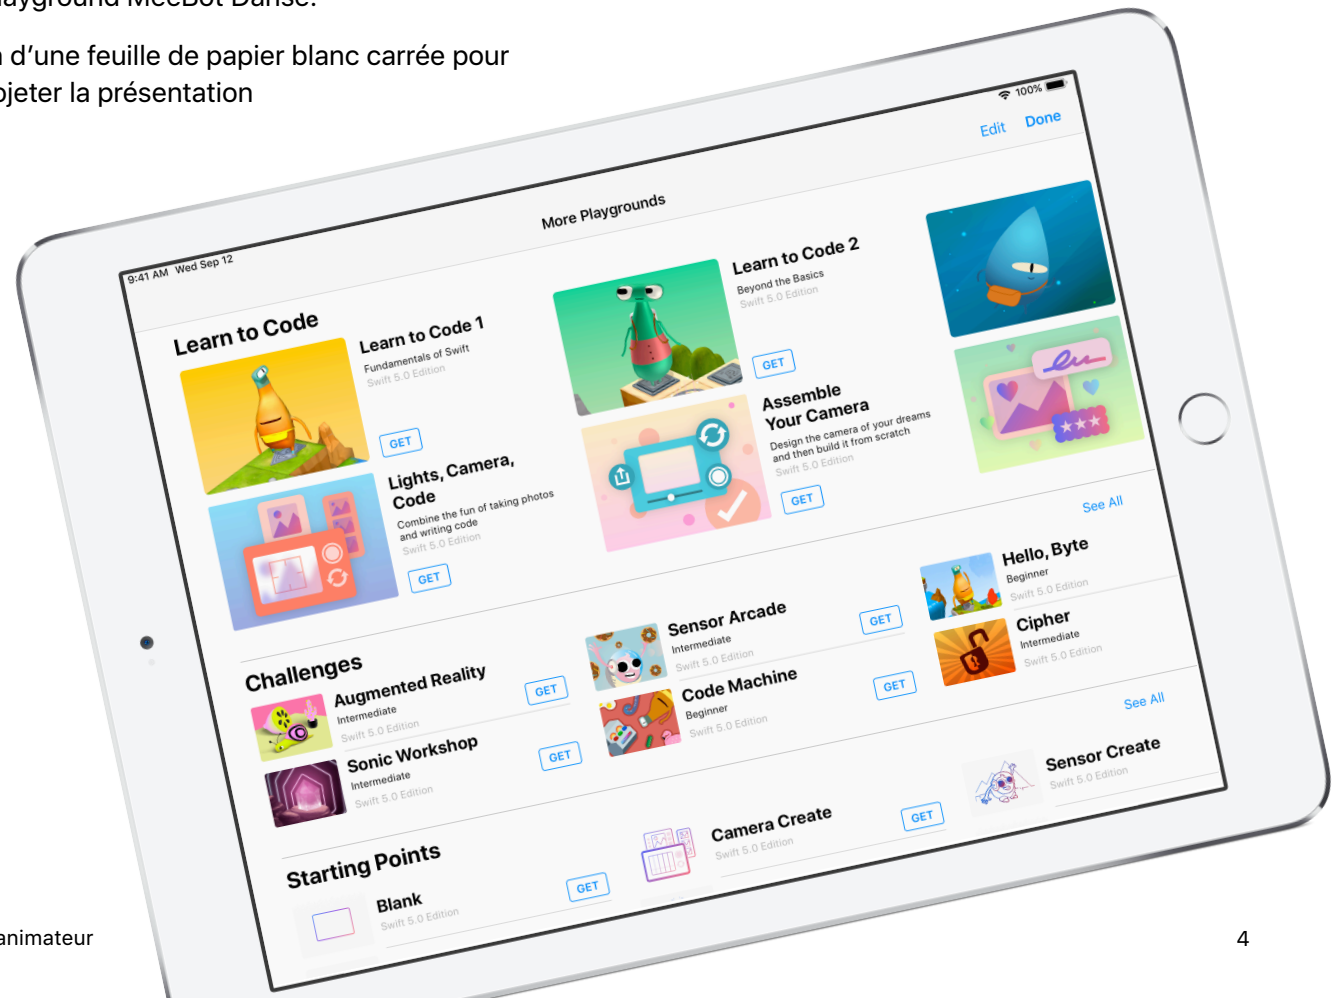 layground MeeBot Danse.
d’une feuille de papier blanc carrée pour
jeter la présentation
9:41 AM Wed Sep 12
100%
Edit Done
More Playgrounds
Learn to Code
Learn to Code 1
Fundamentals of Swift
Swift 5.0 Edition
GET
Learn to Code 2
Beyond the Basics
Swift 5.0 Edition
GET
Lights, Camera,
Code
Combine the fun of taking photos
and writing code
Swift 5.0 Edition
GET
Assemble
Your Camera
Design the camera of your dreams
and then build it from scratch
Swift 5.0 Edition
GET
See All
Challenges
Augmented Reality
Intermediate
Swift 5.0 Edition
GET
Sensor Arcade
Intermediate
Swift 5.0 Edition
GET
Hello, Byte
Beginner
Swift 5.0 Edition
Sonic Workshop
Intermediate
Swift 5.0 Edition
GET
Code Machine
Beginner
Swift 5.0 Edition
GET
Cipher
Intermediate
Swift 5.0 Edition
See All
Starting Points
Blank
Swift 5.0 Edition
GET
Camera Create
Swift 5.0 Edition
GET
Sensor Create
Swift 5.0 Edition
animateur
4